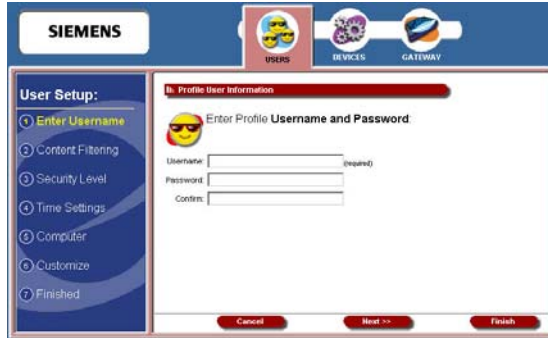 SIEMENS
USERS
DEVICES
GATEWAY
User Setup:
1 Enter Username
2 Content Filtering
3 Security Level
4 Time Settings
5 Computer
6 Customize
7 Finished
Profile User Information
Enter Profile Username and Password:
Username:
(required)
Password:
Confirm:
Cancel
Next >>
Finish